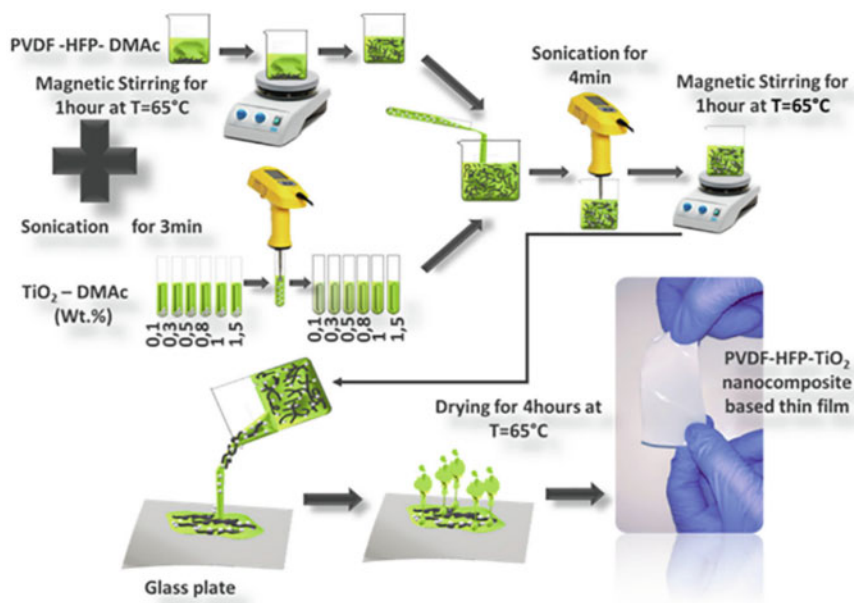 PVDF -HFP- DMAc
Magnetic Stirring for
1hour at T=65°C
Sonication for 3min
TiO₂ – DMAc
(Wt.%)
0,1
0,3
0,5
0,8
1
1,5
0,1
0,3
0,5
0,8
1
1,5
Sonication for
4min
Magnetic Stirring for
1hour at T=65°C
Glass plate
Drying for 4hours at
T=65°C
PVDF-HFP-TiO₂
nanocomposite
based thin film